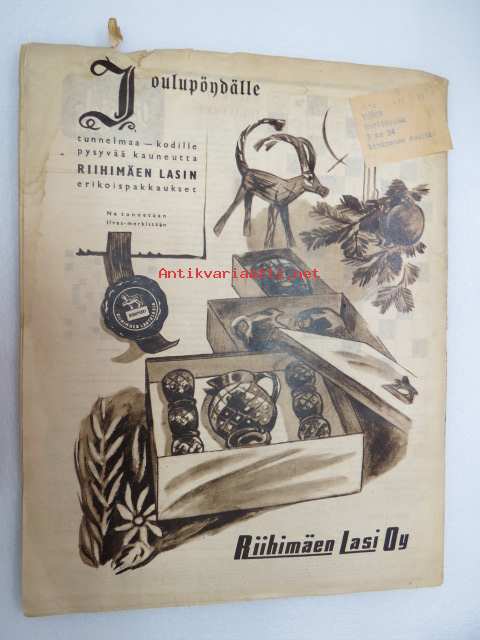 Joulupöydälle
tunnelmaa — kodille
pysyvää kauneutta
RIIHIMÄEN LASIN
erikoispakkaukset
Ne tunnetaan
ilves-merkistään
Antikvariaatti.net
Riihimäen Lasi Oy